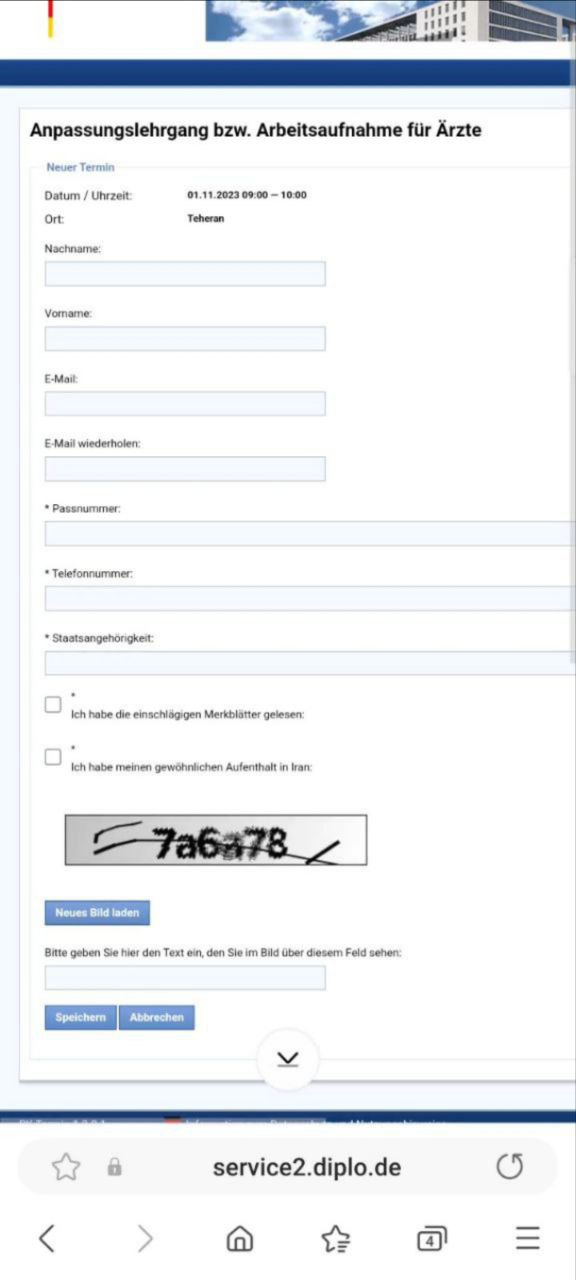 Anpassungslehrgang bzw. Arbeitsaufnahme für Ärzte
Neuer Termin
Datum / Uhrzeit: 01.11.2023 09:00 – 10:00
Ort: Teheran
Nachname:
Vorname:
E-Mail:
E-Mail wiederholen:
* Passnummer:
* Telefonnummer:
* Staatsangehörigkeit:
*
Ich habe die einschlägigen Merkblätter gelesen:
*
Ich habe meinen gewöhnlichen Aufenthalt in Iran:
Neues Bild laden
Bitte geben Sie hier den Text ein, den Sie im Bild über diesem Feld sehen:
Speichern Abbrechen
service2.diplo.de
4